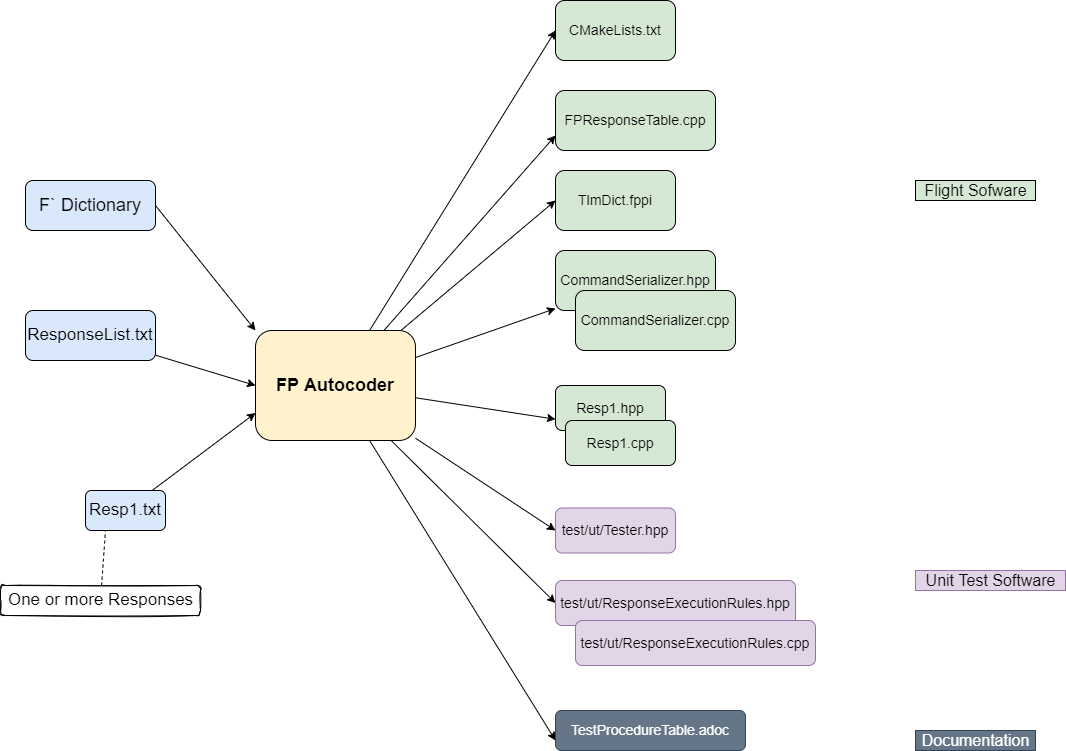 CMakeLists.txt
FPResponseTable.cpp
F` Dictionary
TlmDict.fppi
Flight Sofware
CommandSerializer.hpp
CommandSerializer.cpp
ResponseList.txt
FP Autocoder
Resp1.hpp
Resp1.cpp
Resp1.txt
test/ut/Tester.hpp
One or more Responses
test/ut/ResponseExecutionRules.hpp
test/ut/ResponseExecutionRules.cpp
Unit Test Software
TestProcedureTable.adoc
Documentation